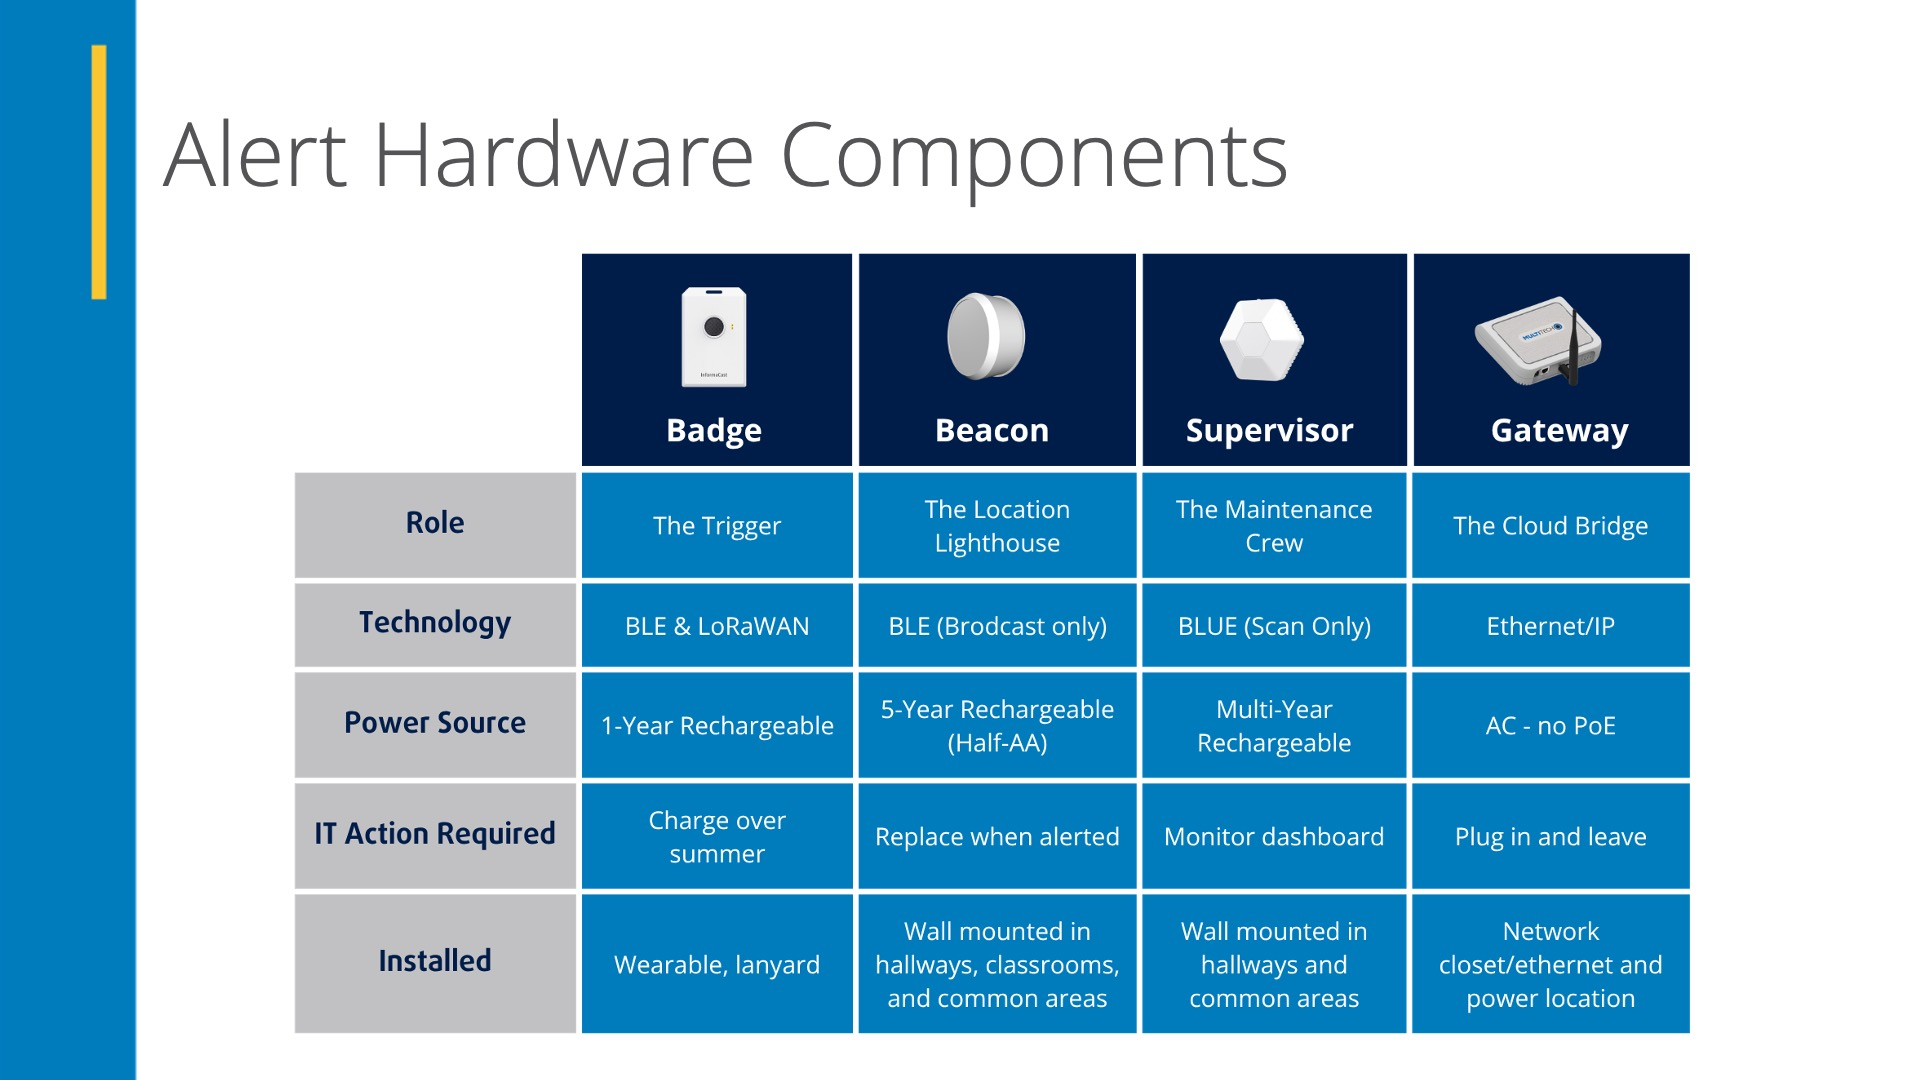 Alert Hardware Components
InformaCast
MULTITECH
Badge
Beacon
Supervisor
Gateway
Role
The Trigger
The Location
Lighthouse
The Maintenance
Crew
The Cloud Bridge
Technology
BLE & LoRaWAN
BLE (Brodcast only)
BLUE (Scan Only)
Ethernet/IP
Power Source
1-Year Rechargeable
5-Year Rechargeable
(Half-AA)
Multi-Year
Rechargeable
AC - no PoE
IT Action Required
Charge over
summer
Replace when alerted
Monitor dashboard
Plug in and leave
Installed
Wearable, lanyard
Wall mounted in
hallways, classrooms,
and common areas
Wall mounted in
hallways and
common areas
Network
closet/ethernet and
power location